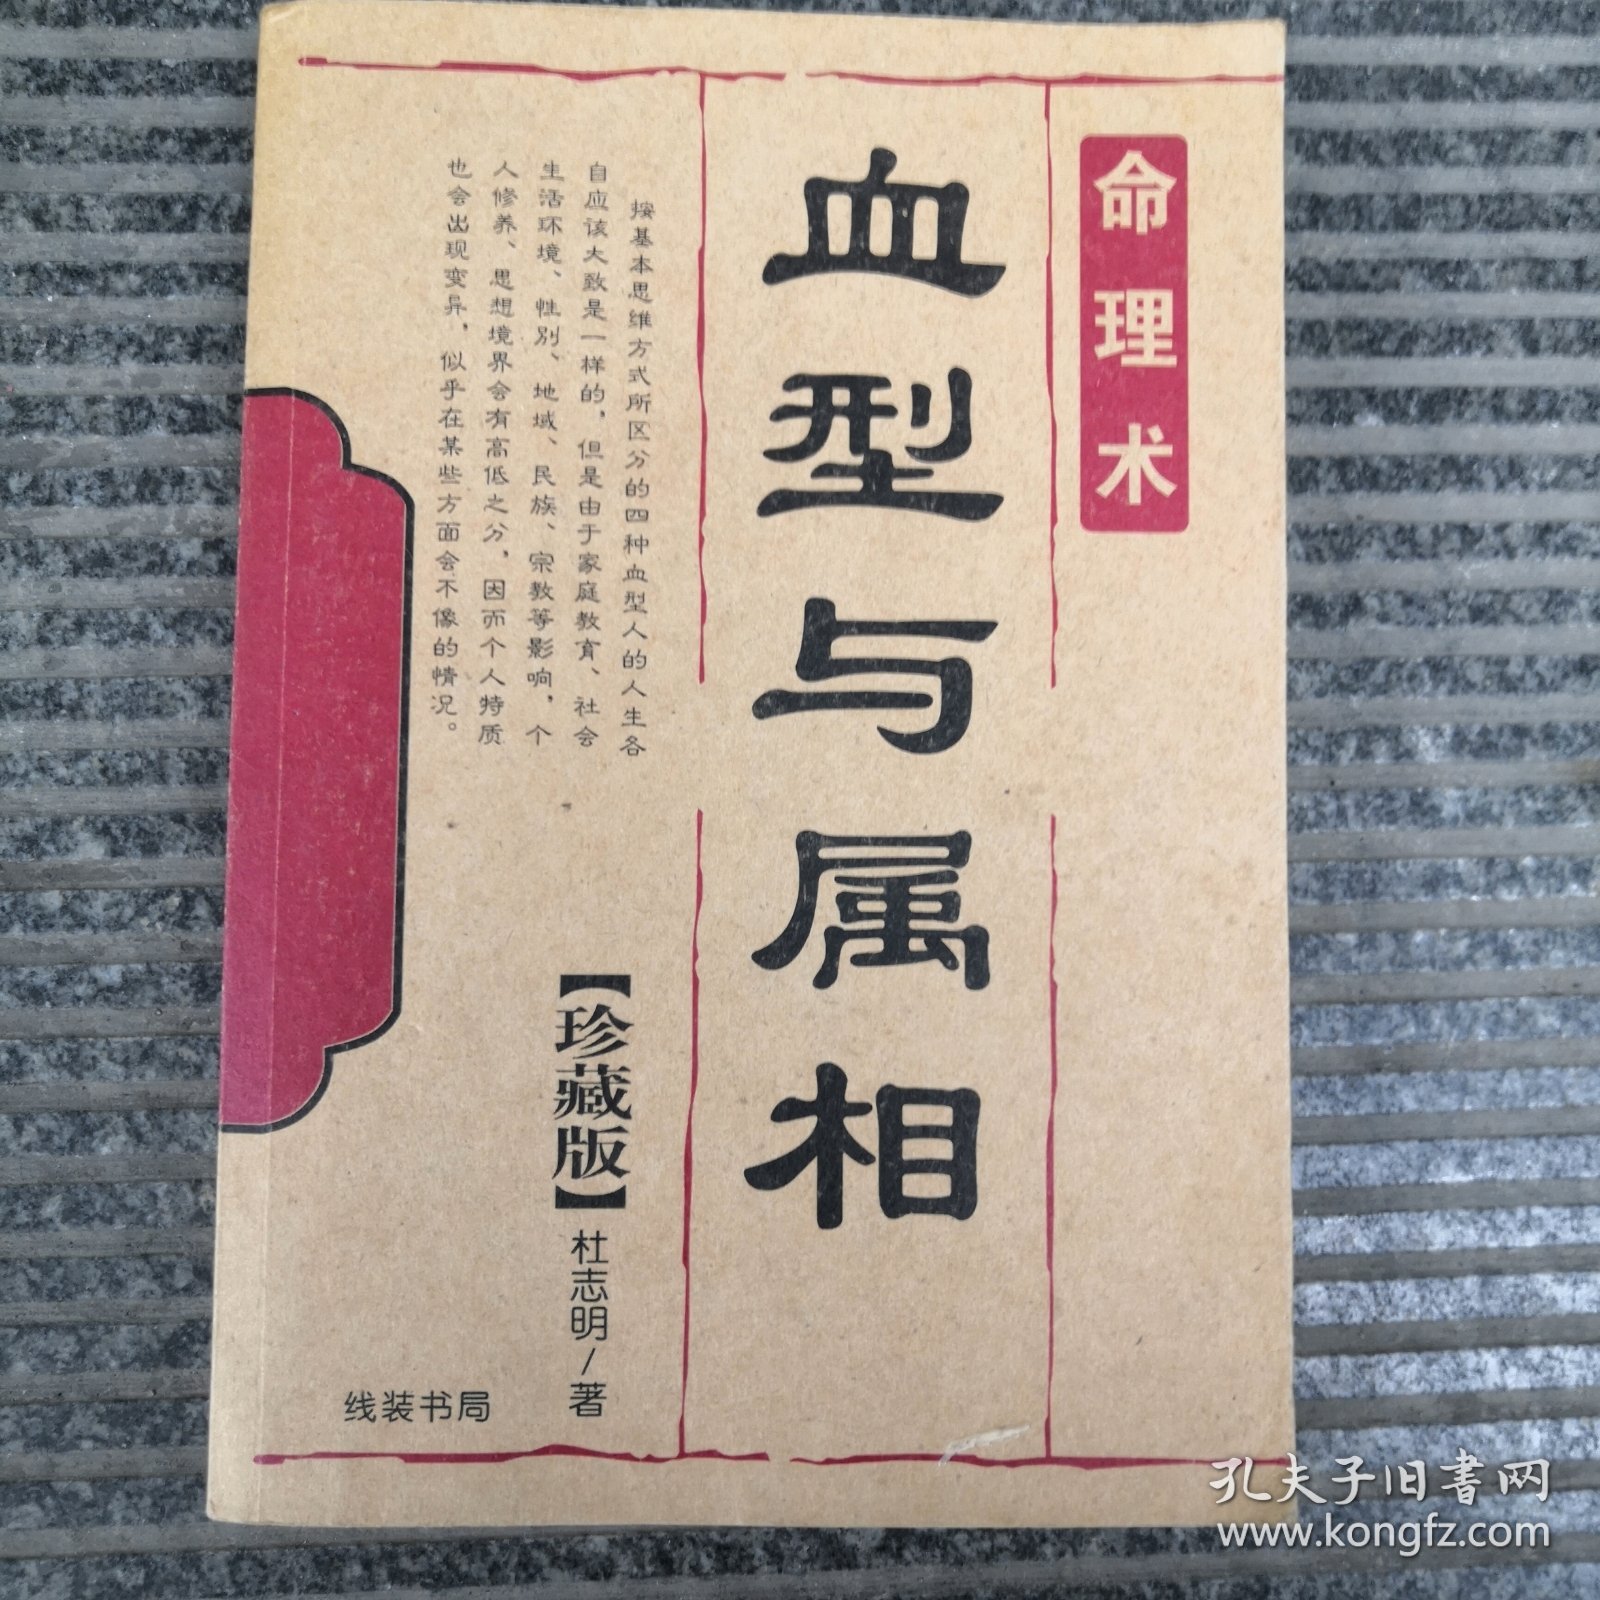 命理术
血型与属相
按基本思维方式所区分的四种血型人的人生各
自应该大致是一样的，但是由于家庭教育、社会
生活环境、性别、地域、民族、宗教等影响，个
人修养、思想境界会有高低之分，因而个人特质
也会出现变异，似乎在某些方面会不像的情况。
【珍藏版】
杜志明/著
线装书局
孔夫子旧书网
www.kongfz.com